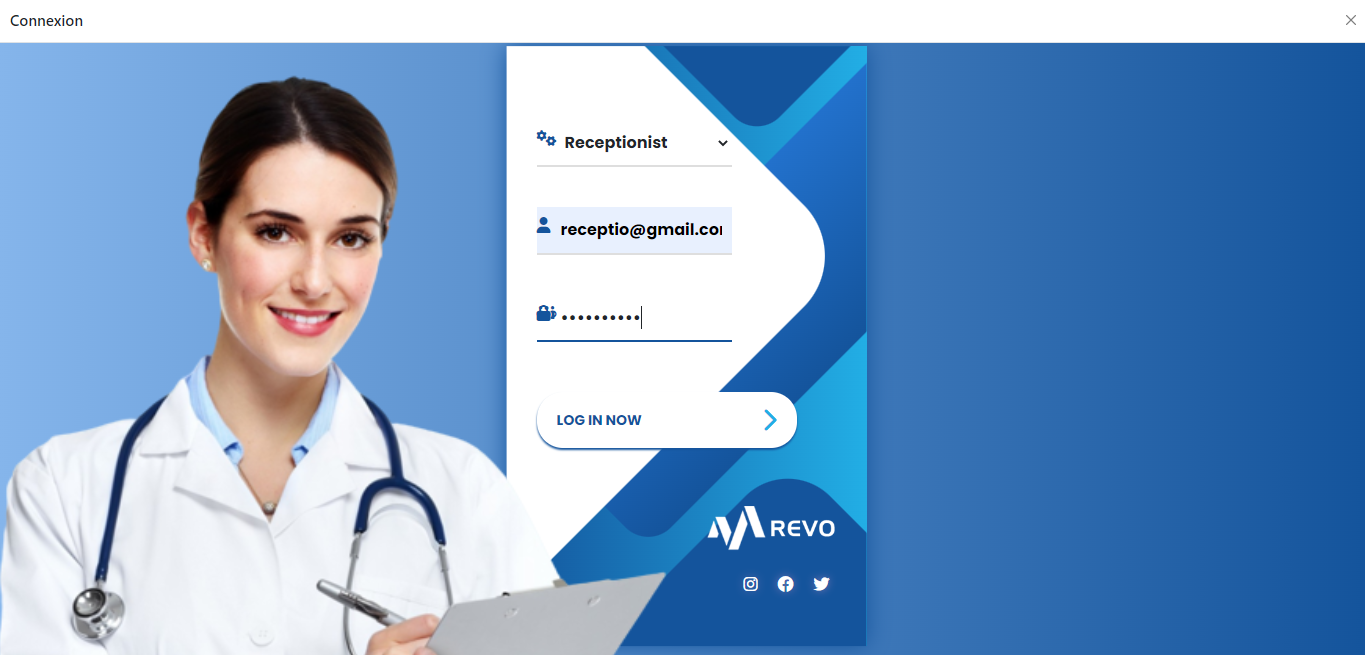 Connexion
Receptionist
receptio@gmail.co
••••••••••
LOG IN NOW
REVO